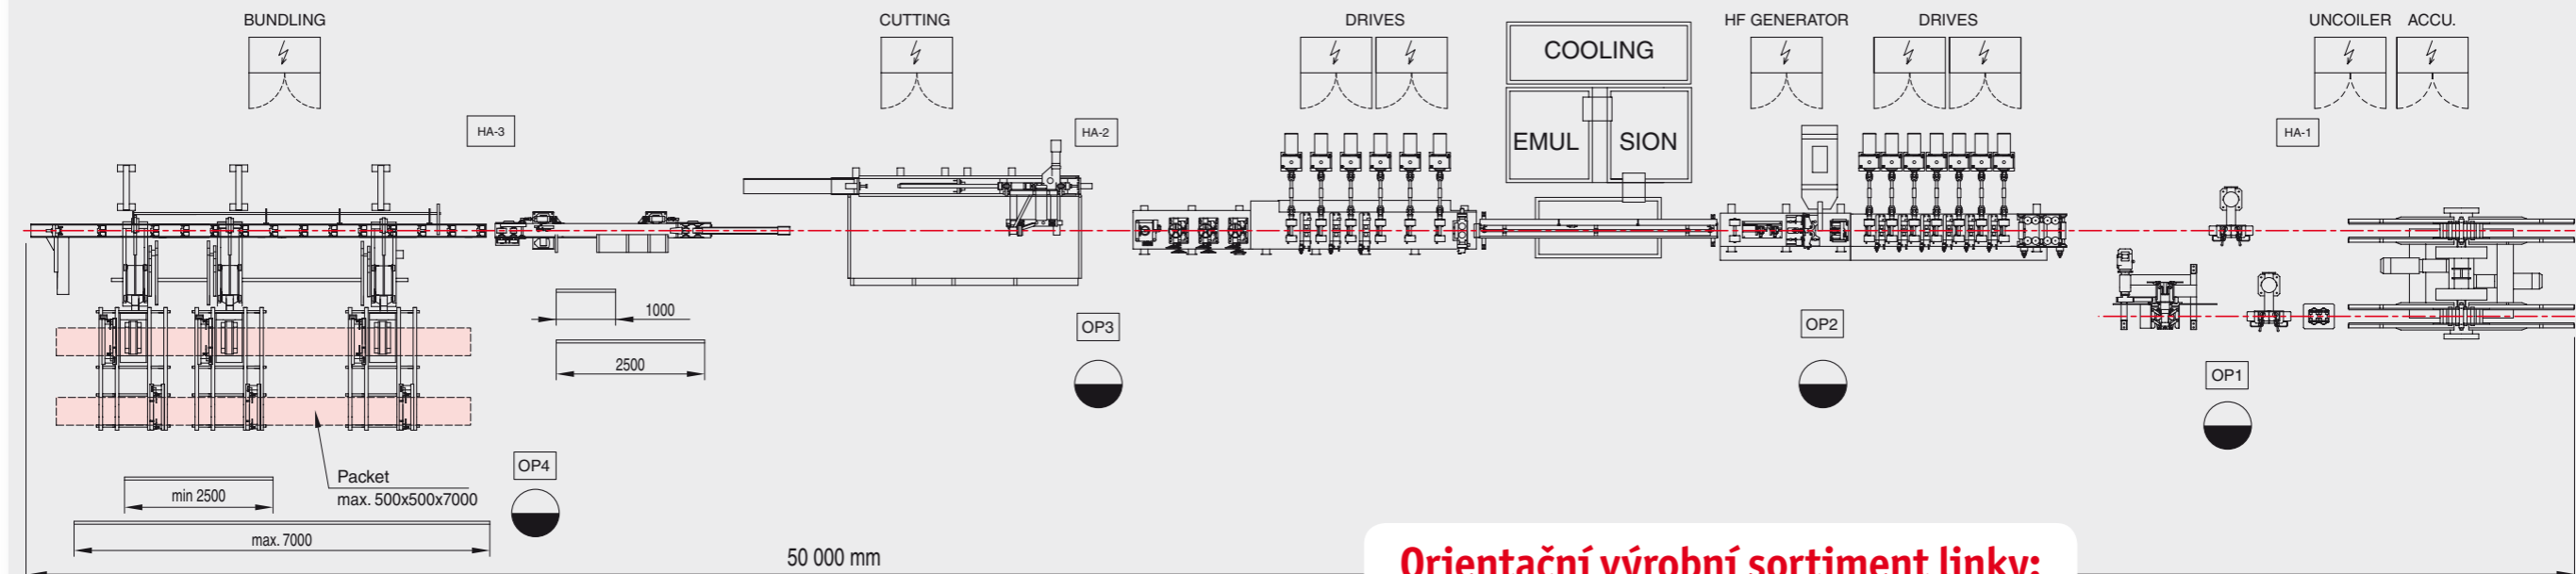 BUNDLING
CUTTING
DRIVES
HF GENERATOR
DRIVES
UNCOILER
ACCU.
COOLING
EMUL
SION
HA-3
HA-2
HA-1
1000
2500
OP3
OP2
OP1
OP4
Packet
max. 500x500x7000
min 2500
max. 7000
50 000 mm
Orientační výrobní sortiment linky: